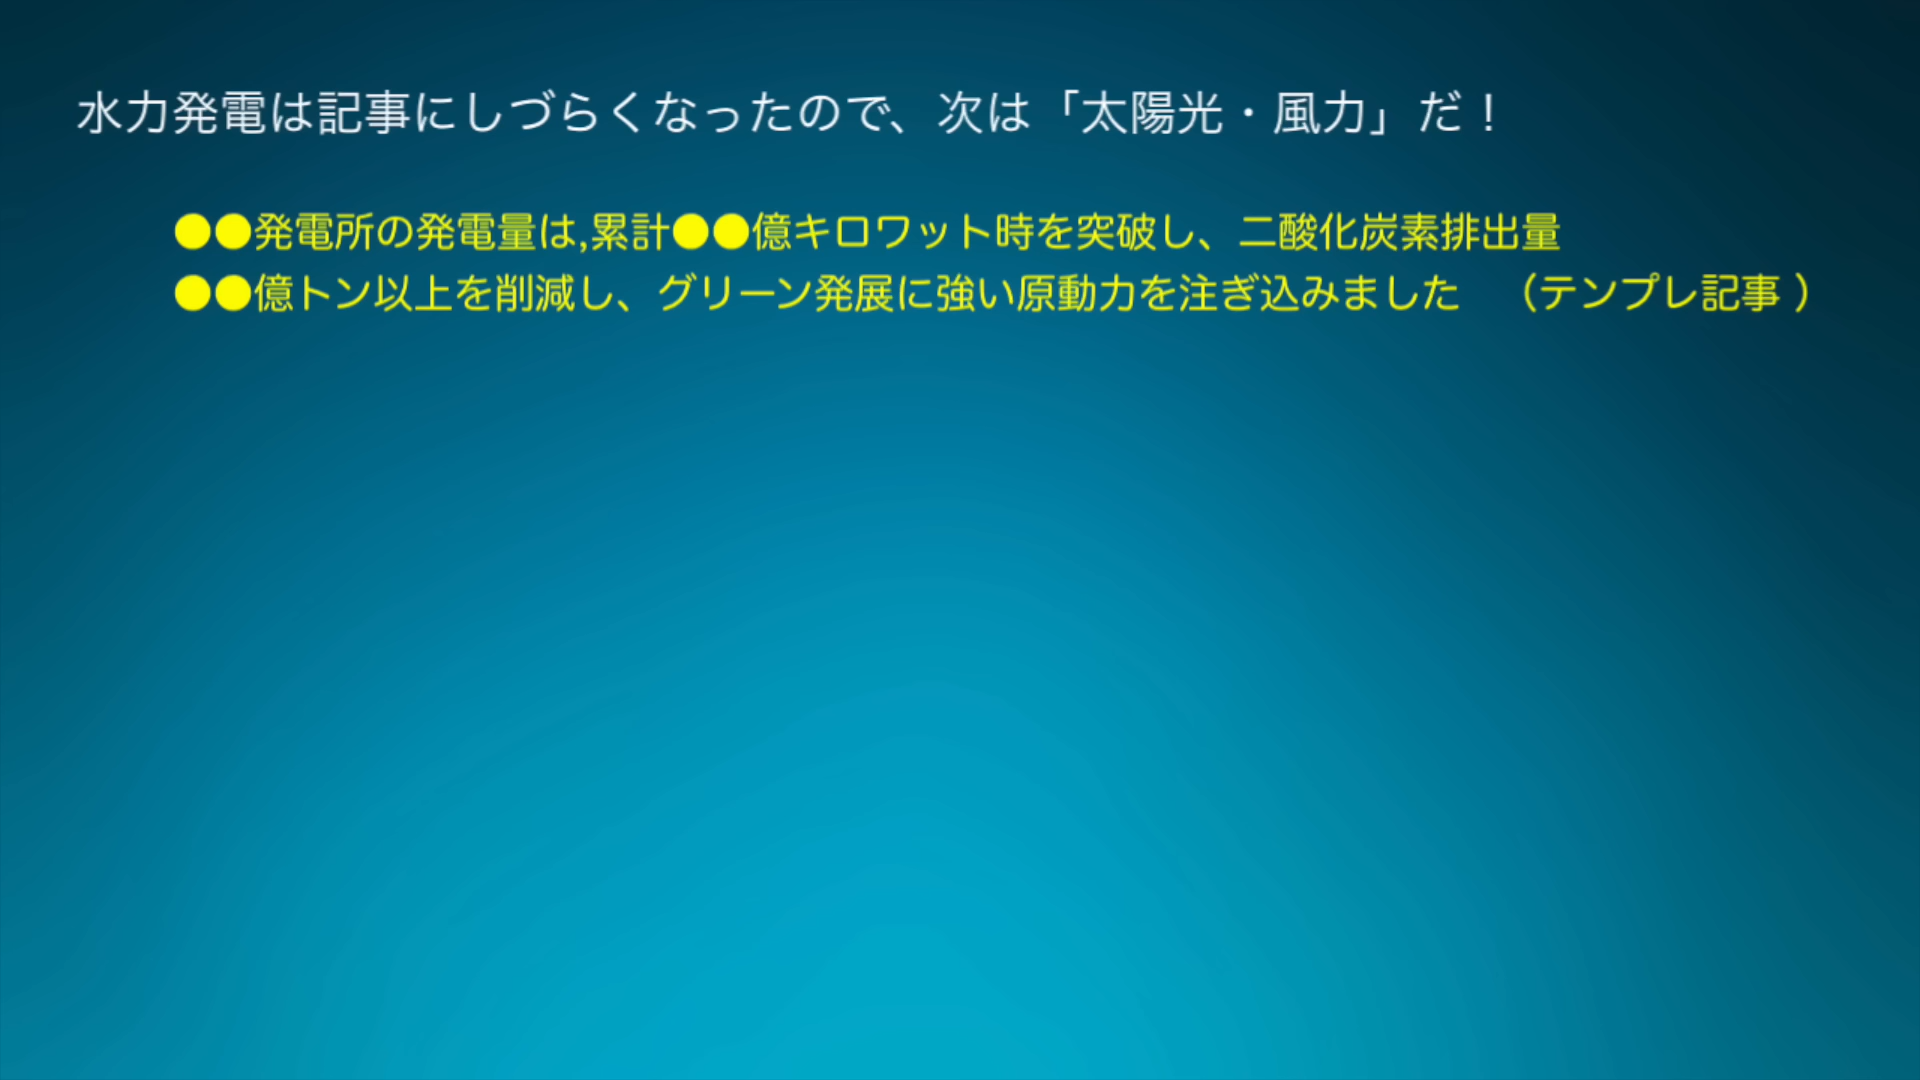 水力発電は記事にしづらくなったので、次は「太陽光・風力」だ！
●●発電所の発電量は,累計●●億キロワット時を突破し、二酸化炭素排出量
●●億トン以上を削減し、グリーン発展に強い原動力を注ぎ込みました　（テンプレ記事 ）